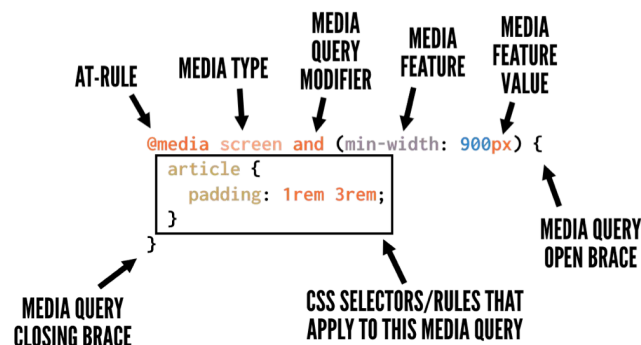 AT-RULE
MEDIA TYPE
MEDIA
QUERY
MODIFIER
MEDIA
FEATURE
MEDIA
FEATURE
VALUE
@media screen and (min-width: 900px) {
article {
padding: 1rem 3rem;
}
}
MEDIA QUERY
OPEN BRACE
MEDIA QUERY
CLOSING BRACE
CSS SELECTORS/RULES THAT
APPLY TO THIS MEDIA QUERY